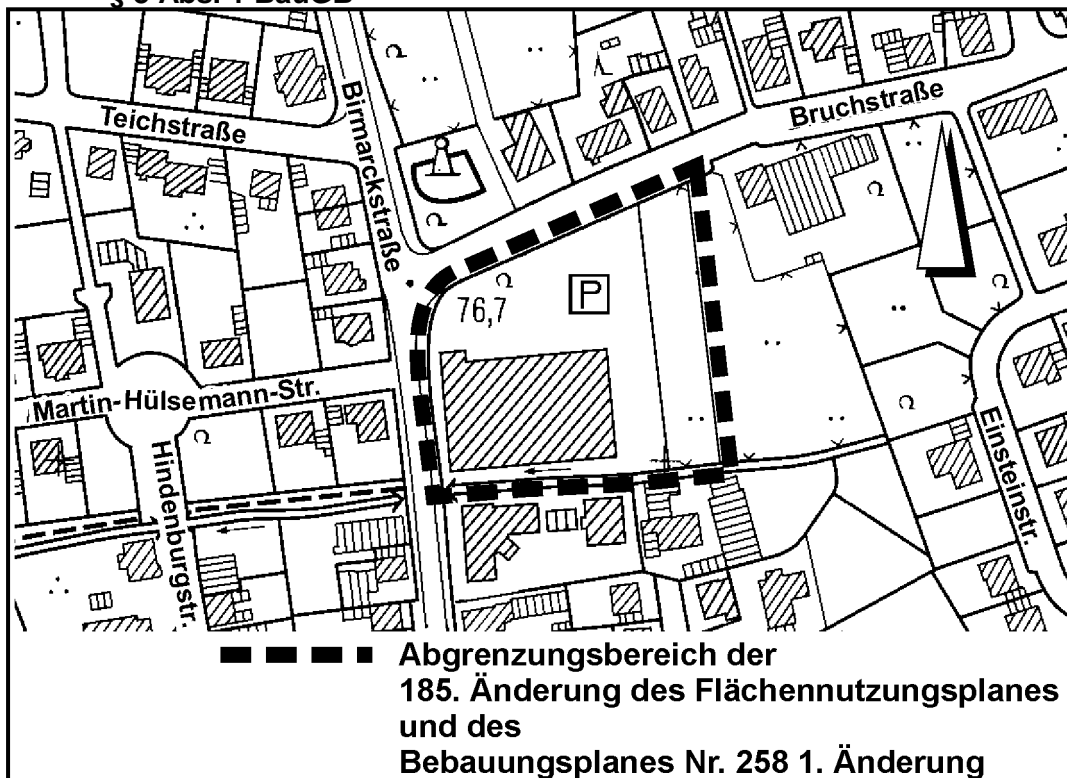 Teichstraße
Birmarckstraße
Bruchstraße
76,7
P
Martin-Hülsemann-Str.
Hindenburgstr.
Einsteinstr.
Abgrenzungsbereich der
185. Änderung des Flächennutzungsplanes
und des
Bebauungsplanes Nr. 258 1. Änderung